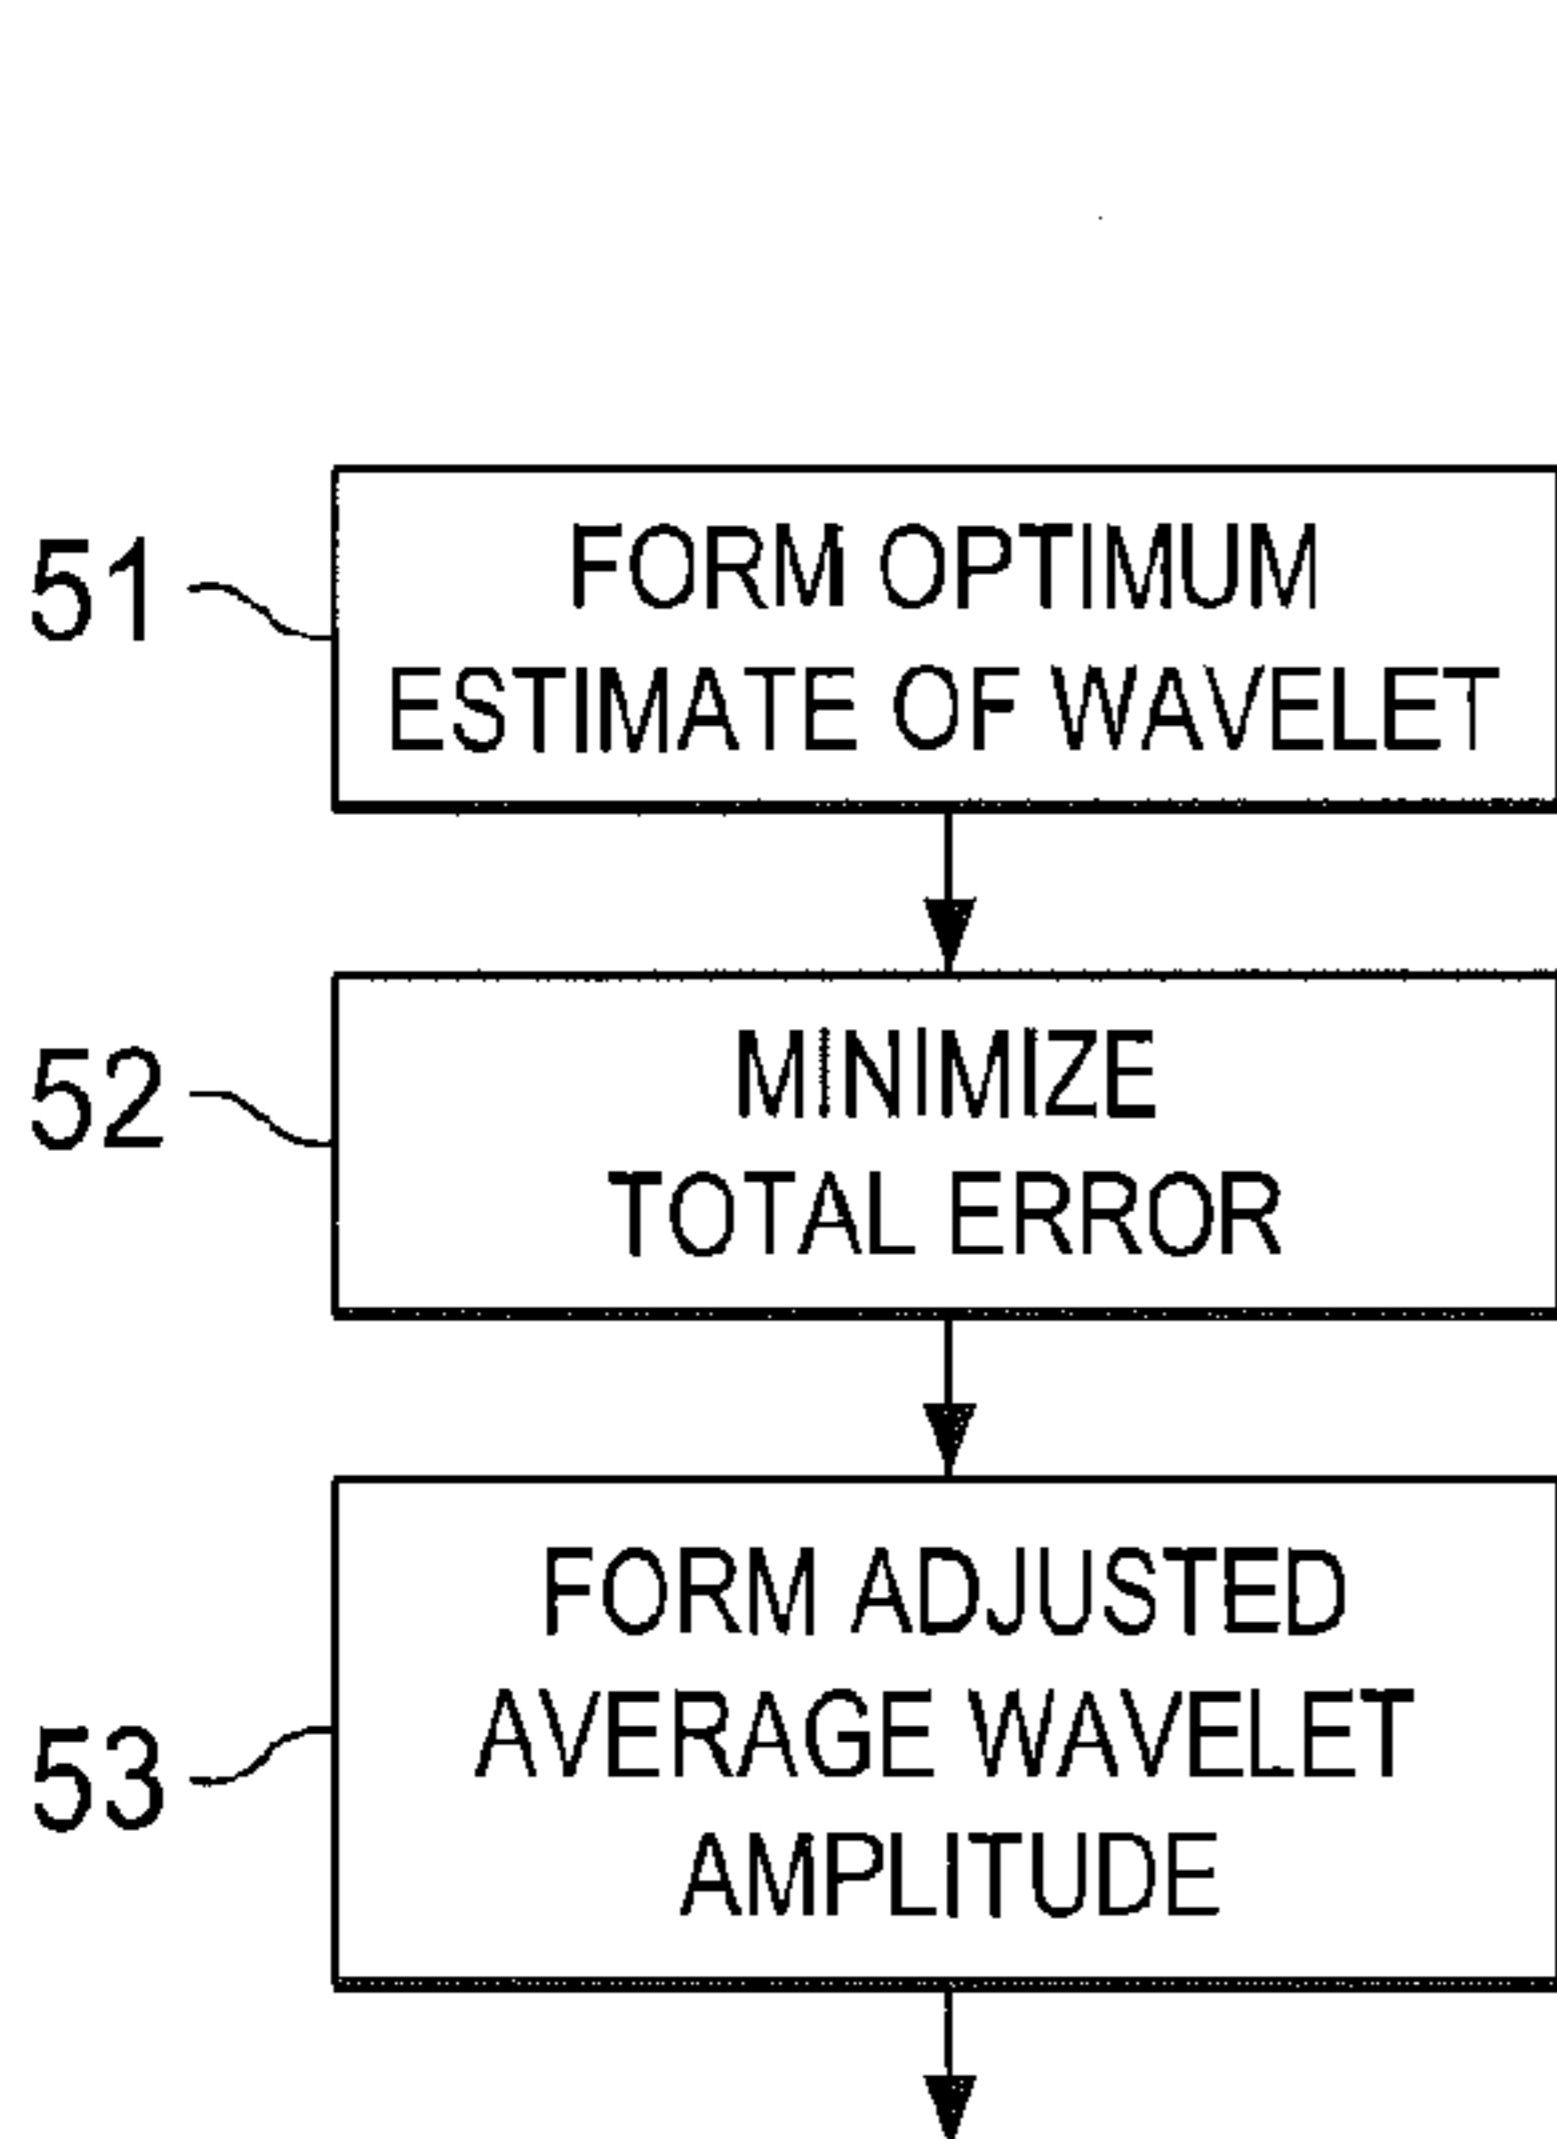 51
FORM OPTIMUM
ESTIMATE OF WAVELET
52
MINIMIZE
TOTAL ERROR
53
FORM ADJUSTED
AVERAGE WAVELET
AMPLITUDE